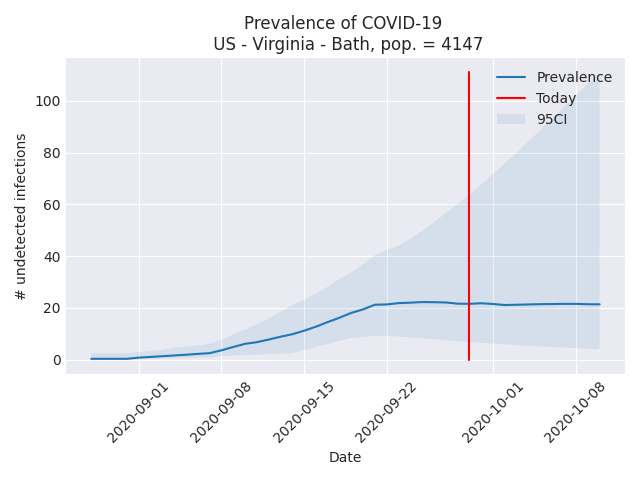 Prevalence of COVID-19
US - Virginia - Bath, pop. = 4147
Prevalence
Today
95CI
# undetected infections
100
80
60
40
20
0
2020-09-01
2020-09-08
2020-09-15
2020-09-22
2020-10-01
2020-10-08
Date